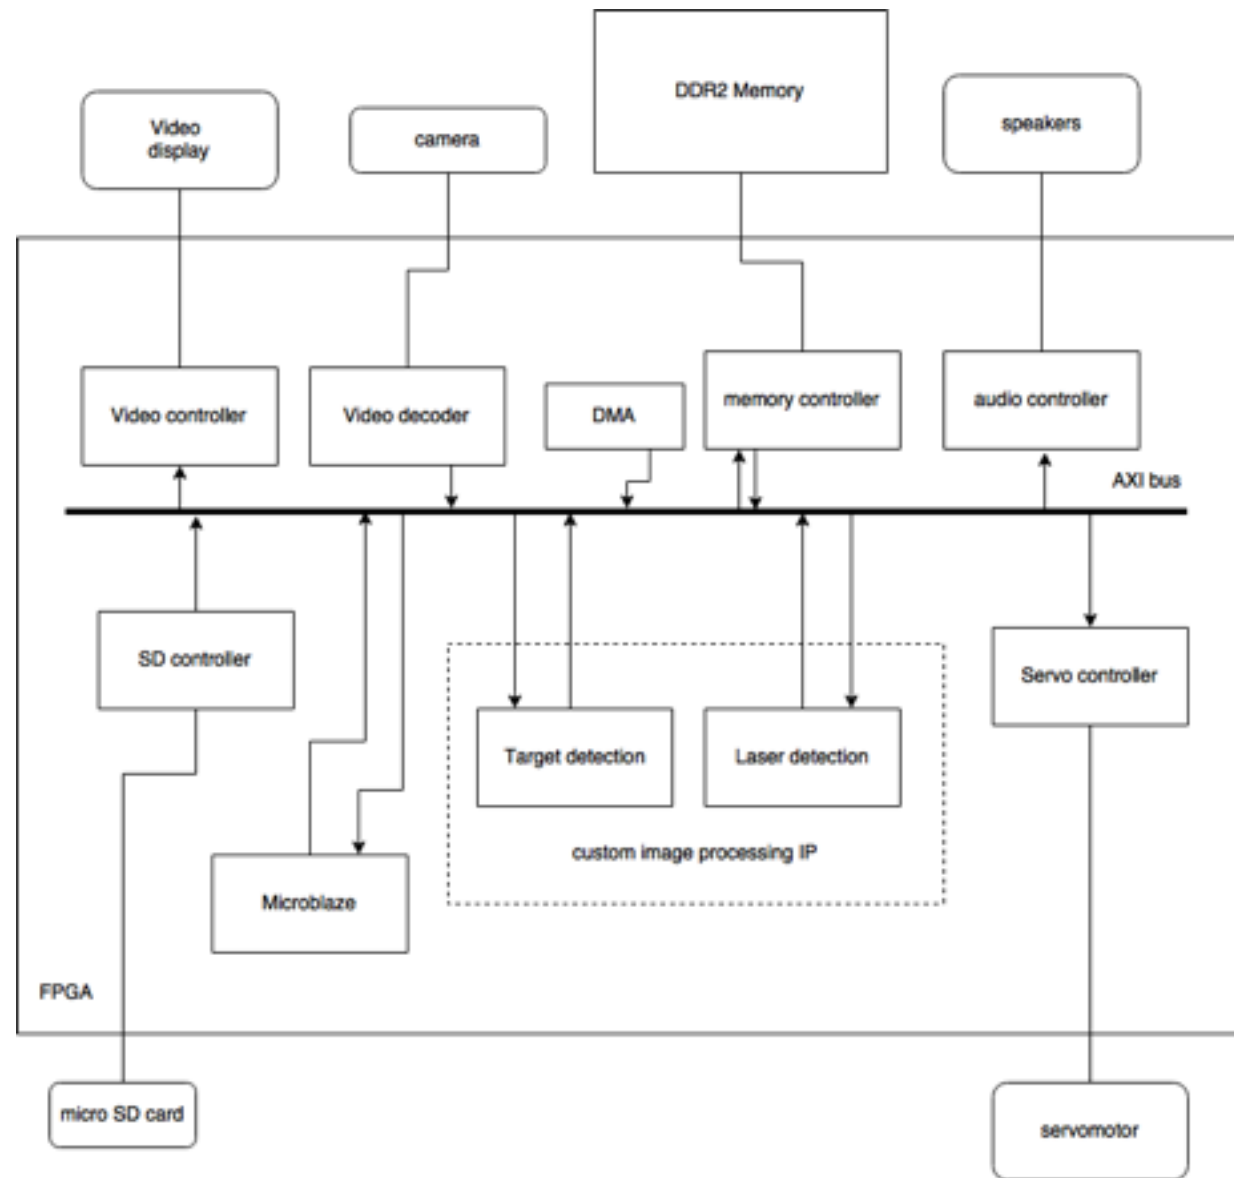 Video
display
camera
DDR2 Memory
speakers
Video controller
Video decoder
DMA
memory controller
audio controller
AXI bus
SD controller
Servo controller
Target detection
Laser detection
custom image processing IP
Microblaze
FPGA
micro SD card
servomotor